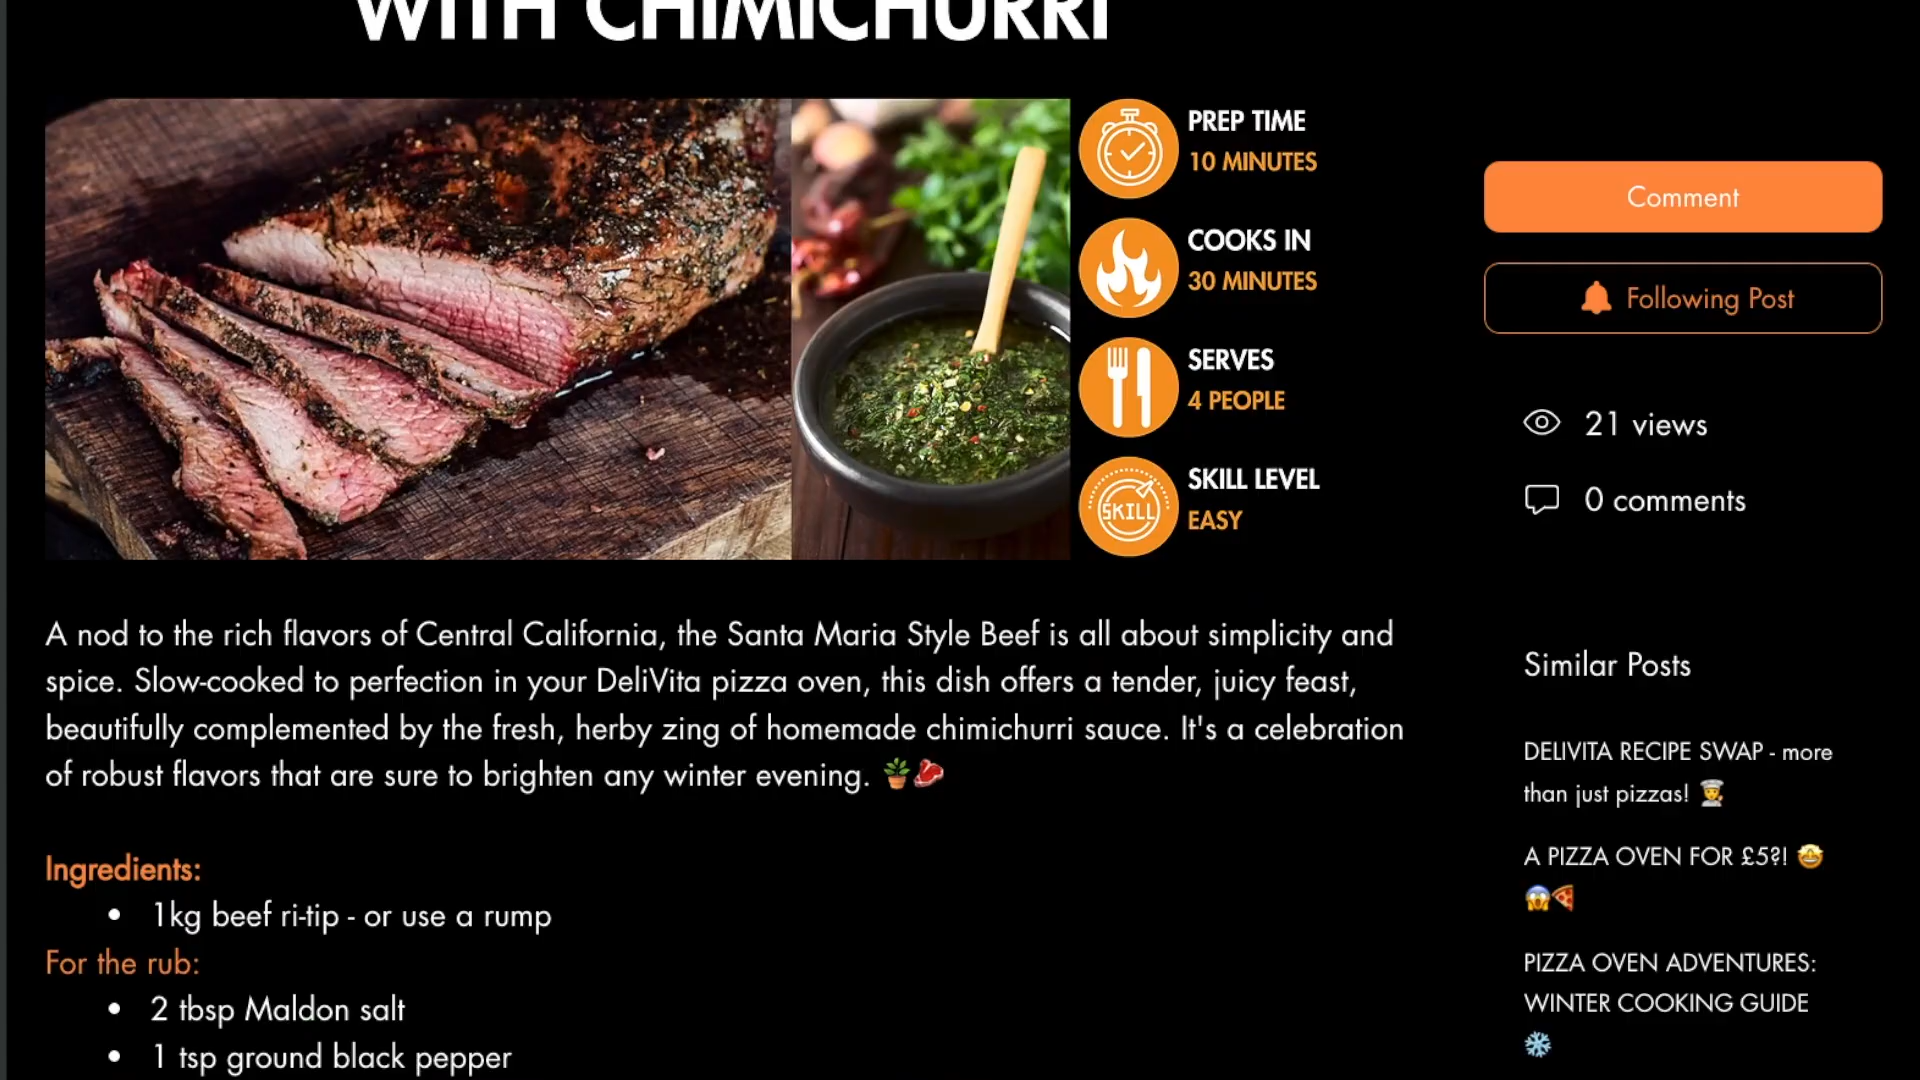 WITH CHIMICHURRI
PREP TIME
10 MINUTES
COOKS IN
30 MINUTES
SERVES
4 PEOPLE
SKILL
SKILL LEVEL
EASY
A nod to the rich flavors of Central California, the Santa Maria Style Beef is all about simplicity and
spice. Slow-cooked to perfection in your DeliVita pizza oven, this dish offers a tender, juicy feast,
beautifully complemented by the fresh, herby zing of homemade chimichurri sauce. It's a celebration
of robust flavors that are sure to brighten any winter evening. 🪴🥩
Ingredients:
• 1kg beef ri-tip - or use a rump
For the rub:
• 2 tbsp Maldon salt
• 1 tsp ground black pepper
Comment
Following Post
21 views
0 comments
Similar Posts
DELIVITA RECIPE SWAP - more
than just pizzas! 👩‍🍳
A PIZZA OVEN FOR £5?! 🤩
😱🍕
PIZZA OVEN ADVENTURES:
WINTER COOKING GUIDE
❄️